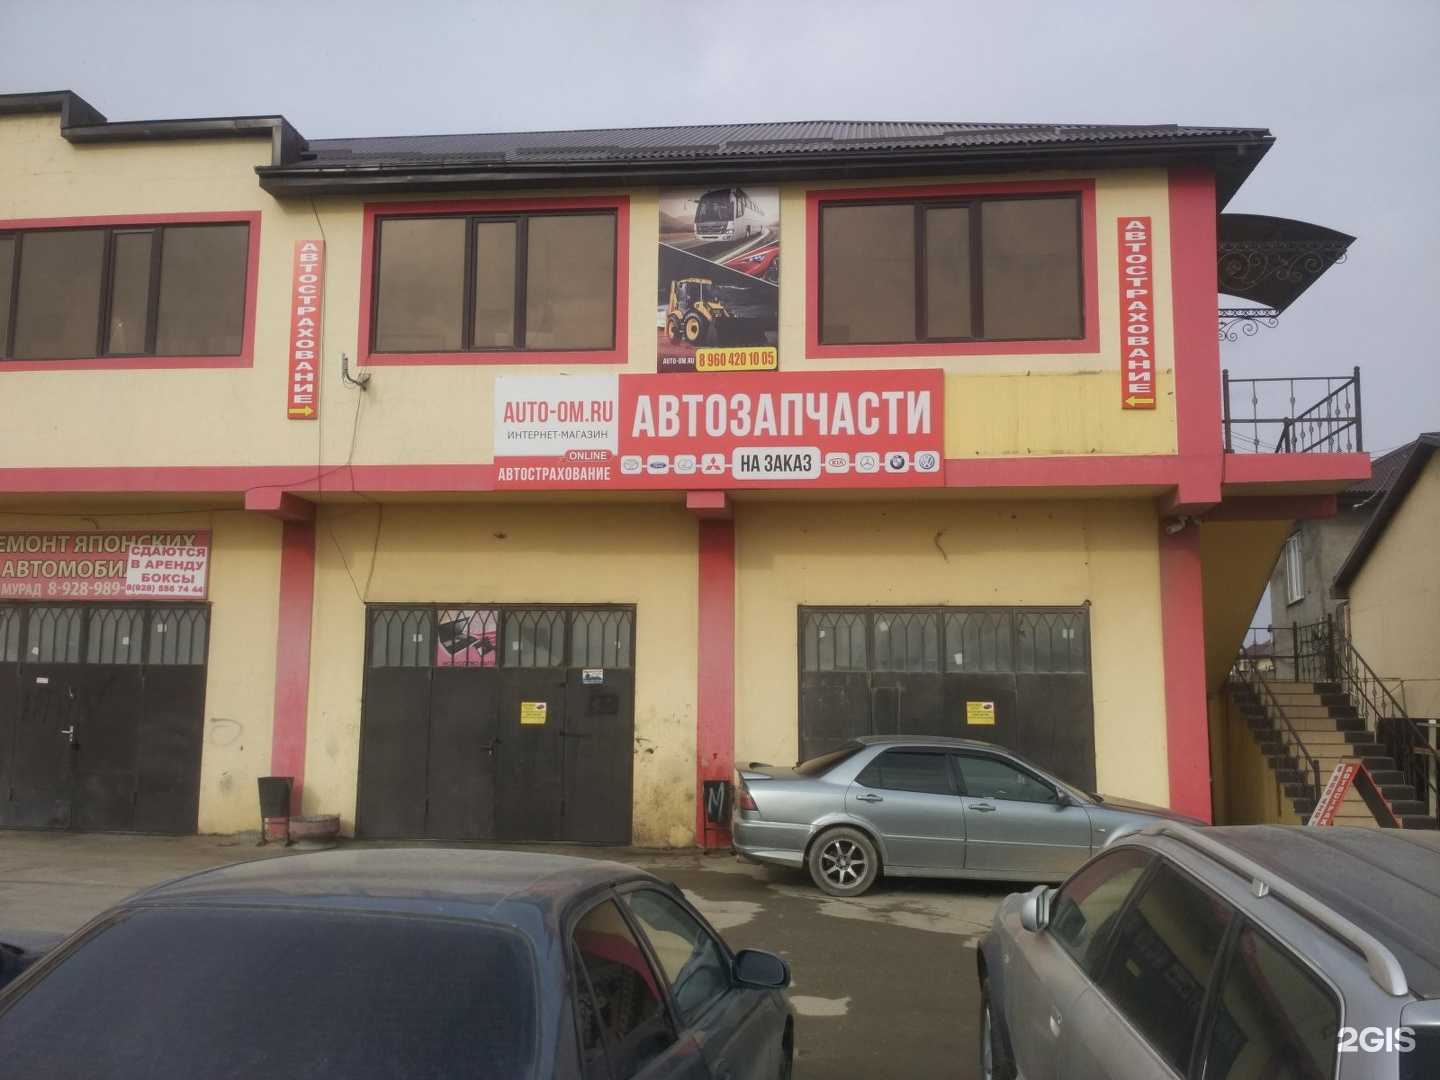 АВТОСТРАХОВАНИЕ
AUTO-OM.RU
8 960 420 10 05
АВТОСТРАХОВАНИЕ
AUTO-OM.RU
ИНТЕРНЕТ-МАГАЗИН
ONLINE
АВТОСТРАХОВАНИЕ
АВТОЗАПЧАСТИ
НА ЗАКАЗ
KIA
ЕМОНТ ЯПОНСКИХ
АВТОМОБИ
МУРАД 8-928-989-
СДАЮТСЯ
В АРЕНДУ
БОКСЫ
М
2GIS